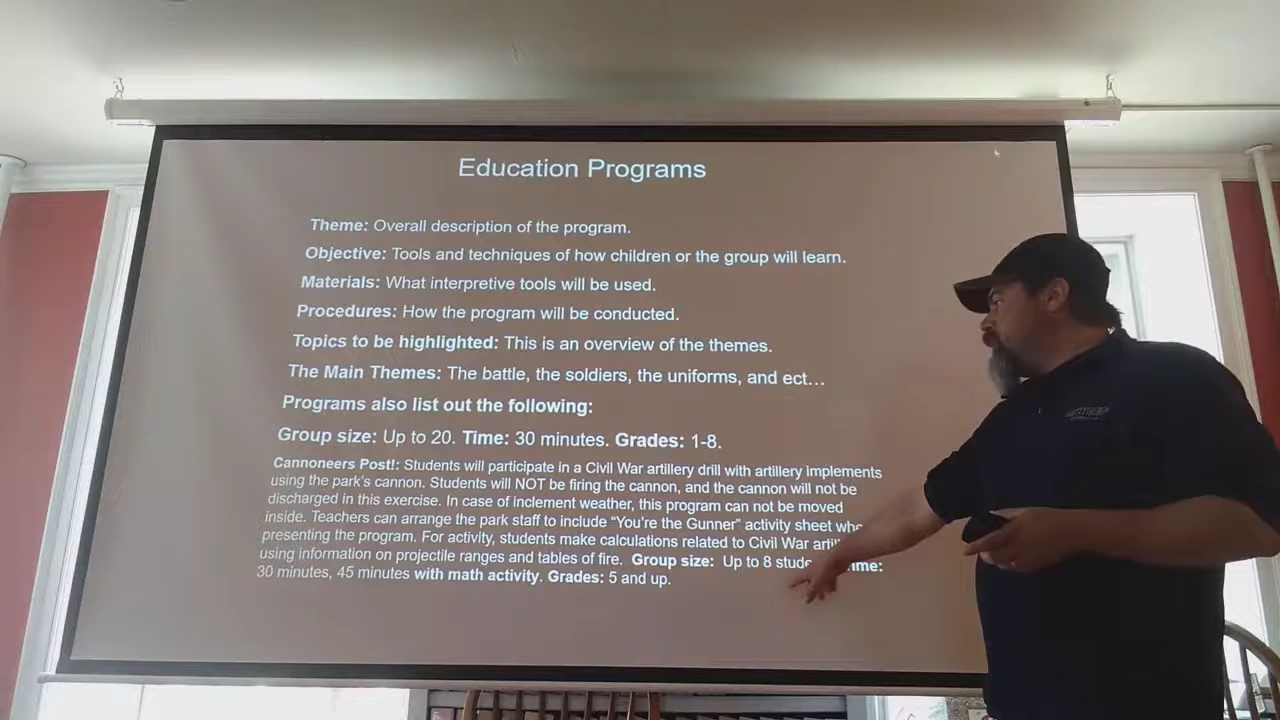 Education Programs
Theme: Overall description of the program.
Objective: Tools and techniques of how children or the group will learn.
Materials: What interpretive tools will be used.
Procedures: How the program will be conducted.
Topics to be highlighted: This is an overview of the themes.
The Main Themes: The battle, the soldiers, the uniforms, and ect...
Programs also list out the following:
Group size: Up to 20. Time: 30 minutes. Grades: 1-8.
Cannoneers Post!: Students will participate in a Civil War artillery drill with artillery implements
using the park's cannon. Students will NOT be firing the cannon, and the cannon will not be
discharged in this exercise. In case of inclement weather, this program can not be moved
inside. Teachers can arrange the park staff to include "You're the Gunner" activity sheet
presenting the program. For activity, students make calculations related to Civil War
using information on projectile ranges and tables of fire. Group size: Up to 8
30 minutes, 45 minutes with math activity. Grades: 5 and up.